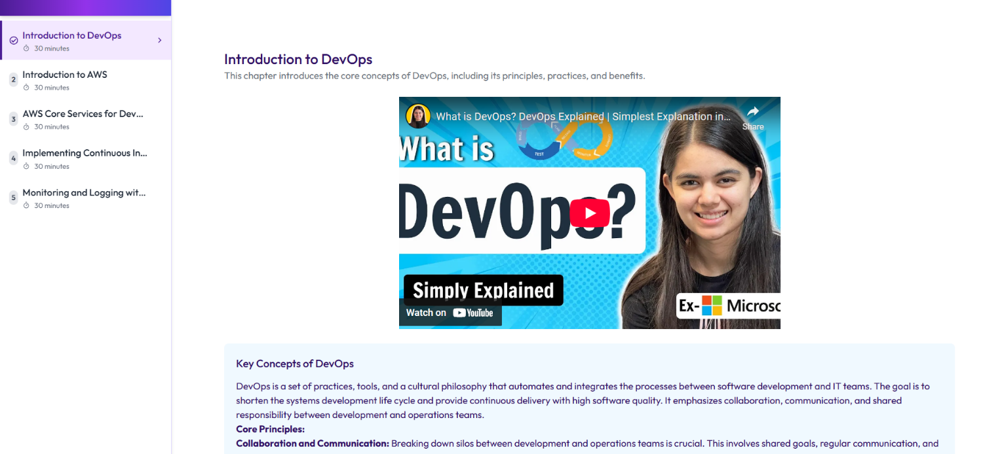 Introduction to DevOps
30 minutes
2
Introduction to AWS
30 minutes
3
AWS Core Services for Dev...
30 minutes
4
Implementing Continuous In...
30 minutes
5
Monitoring and Logging wit...
30 minutes
Introduction to DevOps
This chapter introduces the core concepts of DevOps, including its principles, practices, and benefits.
What is DevOps? DevOps Explained | Simplest Explanation in...
Share
What is
TEST
DevOps?
Simply Explained
Watch on YouTube
Ex- Microsc
Key Concepts of DevOps
DevOps is a set of practices, tools, and a cultural philosophy that automates and integrates the processes between software development and IT teams. The goal is to
shorten the systems development life cycle and provide continuous delivery with high software quality. It emphasizes collaboration, communication, and shared
responsibility between development and operations teams.
Core Principles:
Collaboration and Communication: Breaking down silos between development and operations teams is crucial. This involves shared goals, regular communication, and